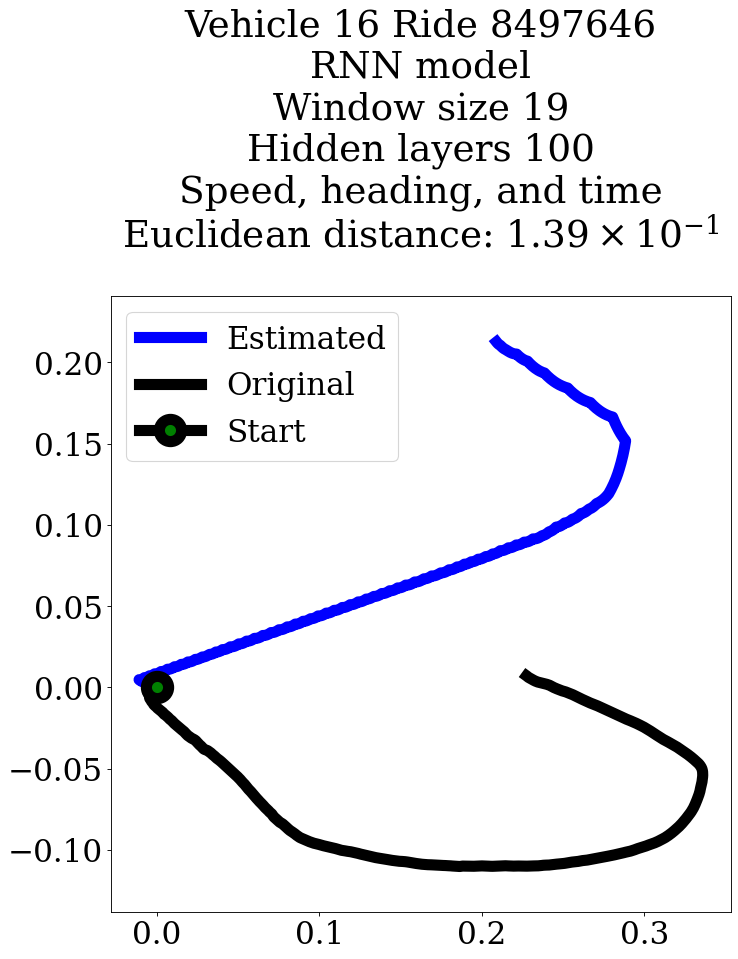 Vehicle 16 Ride 8497646
RNN model
Window size 19
Hidden layers 100
Speed, heading, and time
Euclidean distance: 1.39 × 10⁻¹
Estimated
Original
Start
0.20
0.15
0.10
0.05
0.00
−0.05
−0.10
0.0 0.1 0.2 0.3